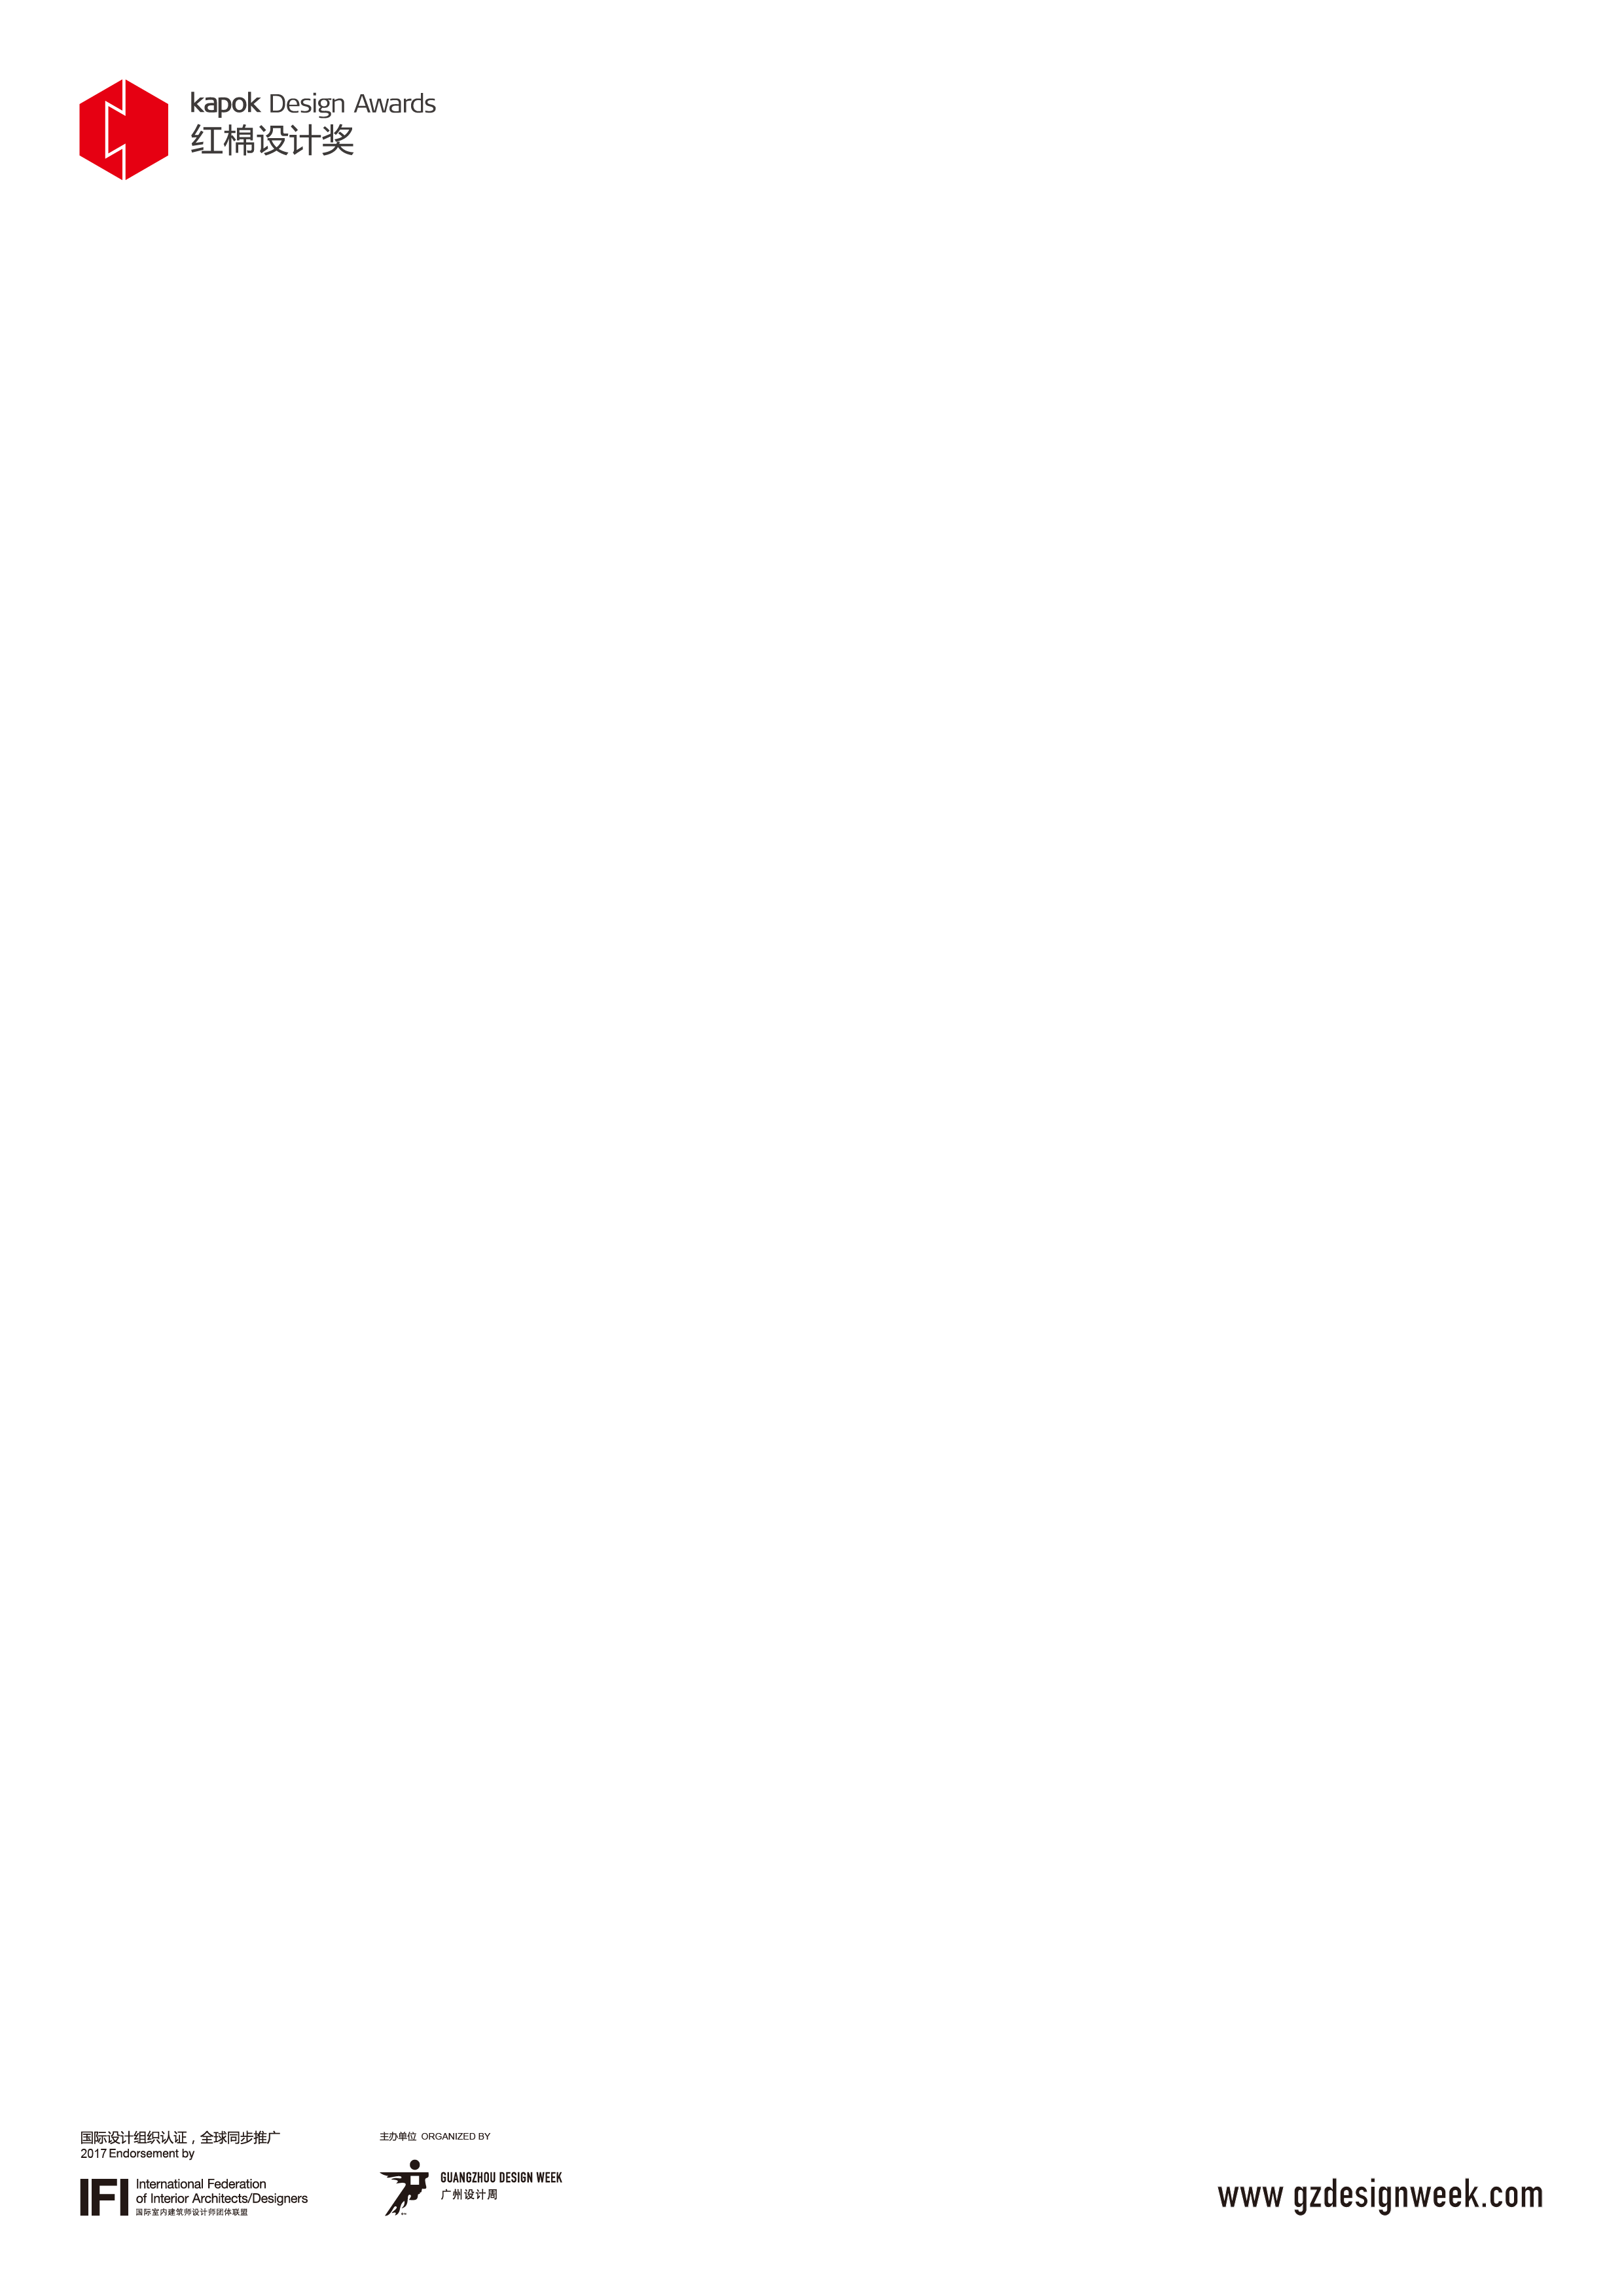 kapok Design Awards
红棉设计奖
国际设计组织认证，全球同步推广
2017 Endorsement by
IFI
International Federation
of Interior Architects/Designers
国际室内建筑师设计师团体联盟
主办单位 ORGANIZED BY
GUANGZHOU DESIGN WEEK
广州设计周
www gzdesignweek.com